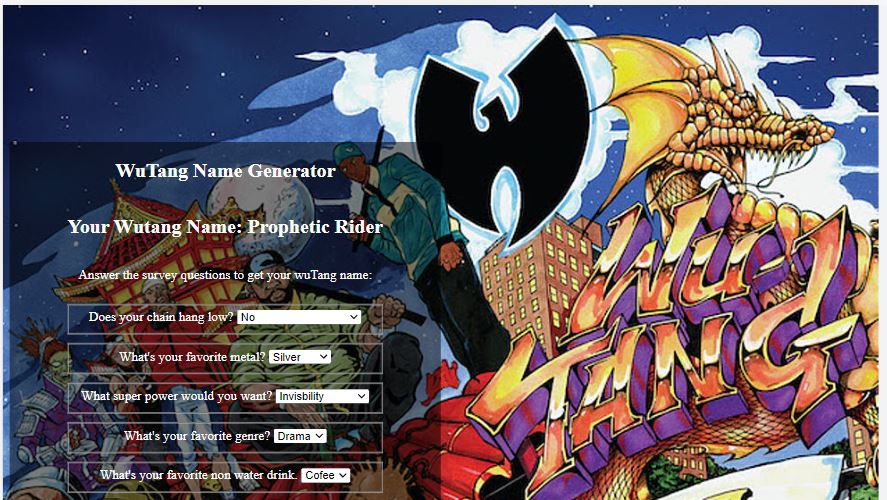 WuTang Name Generator
Your Wutang Name: Prophetic Rider
Answer the survey questions to get your wuTang name:
Does your chain hang low? No
What's your favorite metal? Silver
What super power would you want? Invisbility
What's your favorite genre? Drama
What's your favorite non water drink. Cofee
WU-
TANG